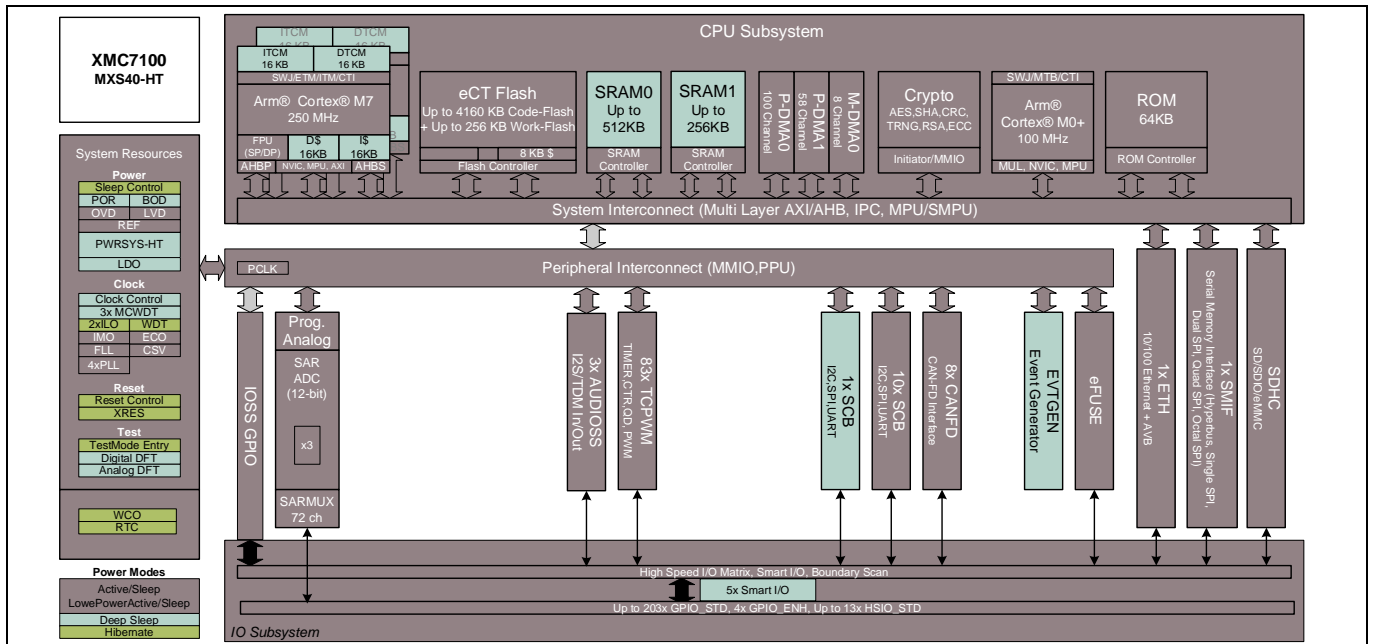 XMC7100
MXS40-HT
System Resources
Power
Sleep Control
POR BOD
OVD LVD
REF
PWRSYS-HT
LDO
Clock
Clock Control
3x MCWDT
2xILO WDT
IMO ECO
FLL CSV
4xPLL
Reset
Reset Control
XRES
Test
TestMode Entry
Digital DFT
Analog DFT
WCO
RTC
Power Modes
Active/Sleep
LowePowerActive/Sleep
Deep Sleep
Hibernate
CPU Subsystem
ITCM DTCM
16 KB
ITCM
16 KB
DTCM
16 KB
SWJ/ETM/ITM/CTI
Arm® Cortex® M7
250 MHz
FPU
(SP/DP)
D$
16KB
I$
16KB
AHBP NVIC, MPU, AXI AHBS
eCT Flash
Up to 4160 KB Code-Flash
+ Up to 256 KB Work-Flash
8 KB $
Flash Controller
SRAM0
Up to
512KB
SRAM
Controller
SRAM1
Up to
256KB
SRAM
Controller
P-DMA0
100 Channel
P-DMA1
58 Channel
M-DMA0
8 Channel
Crypto
AES,SHA,CRC,
TRNG,RSA,ECC
Initiator/MMIO
SWJ/MTB/CTI
Arm®
Cortex® M0+
100 MHz
MUL, NVIC, MPU
ROM
64KB
ROM Controller
System Interconnect (Multi Layer AXI/AHB, IPC, MPU/SMPU)
PCLK
Peripheral Interconnect (MMIO,PPU)
IOSS GPIO
Prog.
Analog
SAR
ADC
(12-bit)
x3
SARMUX
72 ch
3x AUDIOSS
I2S/TDM In/Out
83x TCPWM
TIMER,CTR,QD, PWM
1x SCB
I2C,SPI,UART
10x SCB
I2C,SPI,UART
8x CANFD
CAN-FD Interface
EVTGEN
Event Generator
eFUSE
1x ETH
10/100 Ethernet + AVB
1x SMIF
Serial Memory Interface (Hyperbus, Single SPI,
Dual SPI, Quad SPI, Octal SPI)
SDHC
SD/SDIO/eMMC
High Speed I/O Matrix, Smart I/O, Boundary Scan
5x Smart I/O
Up to 203x GPIO_STD, 4x GPIO_ENH, Up to 13x HSIO_STD
IO Subsystem